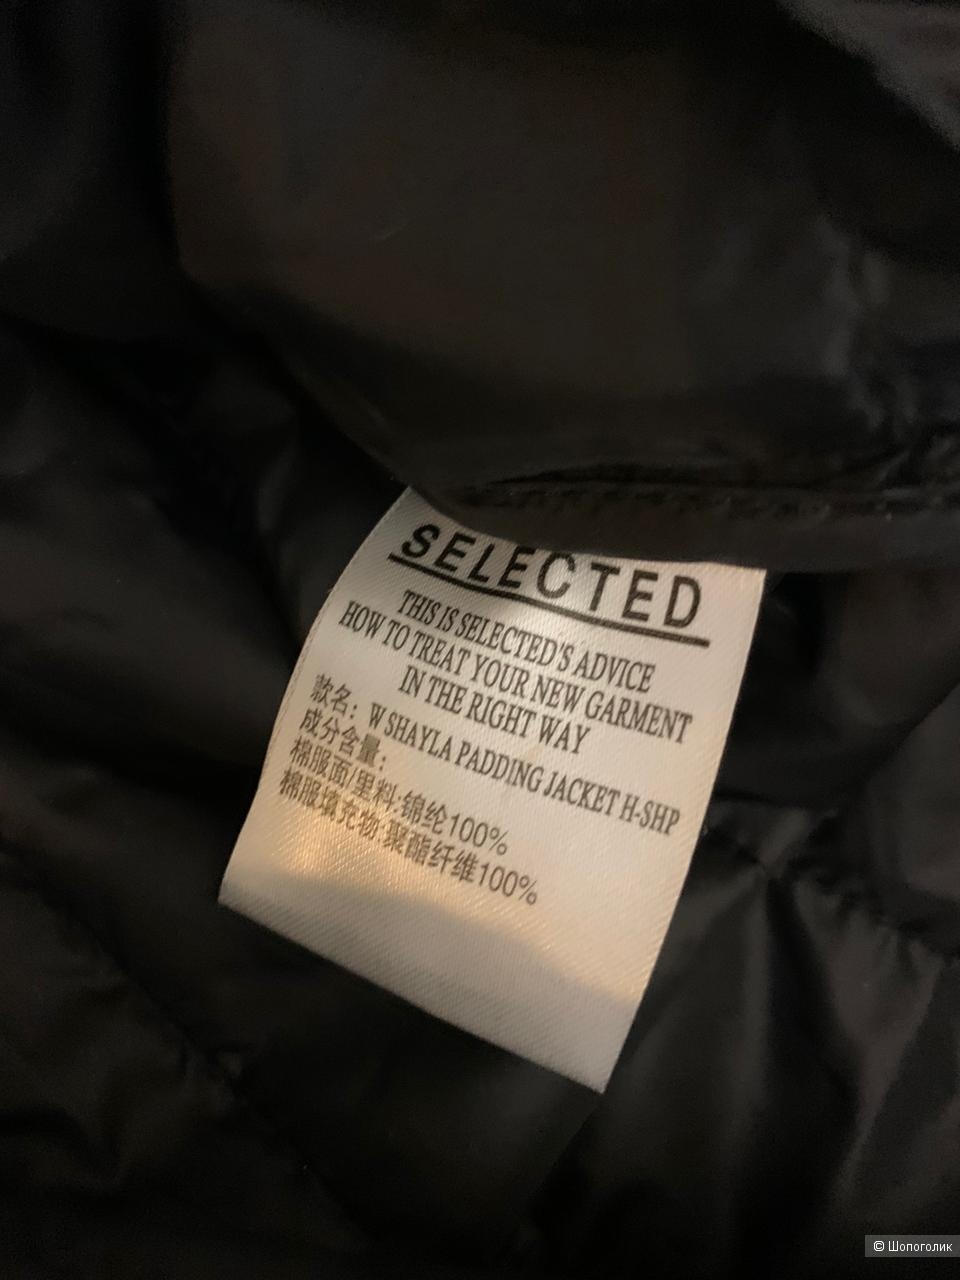 SELECTED
THIS IS SELECTED'S ADVICE
HOW TO TREAT YOUR NEW GARMENT
IN THE RIGHT WAY
款名：W SHAYLA PADDING JACKET H-SHP
成分含量：
棉服面/里料:锦纶100%
棉服填充物:聚酯纤维100%
© Шопоголик